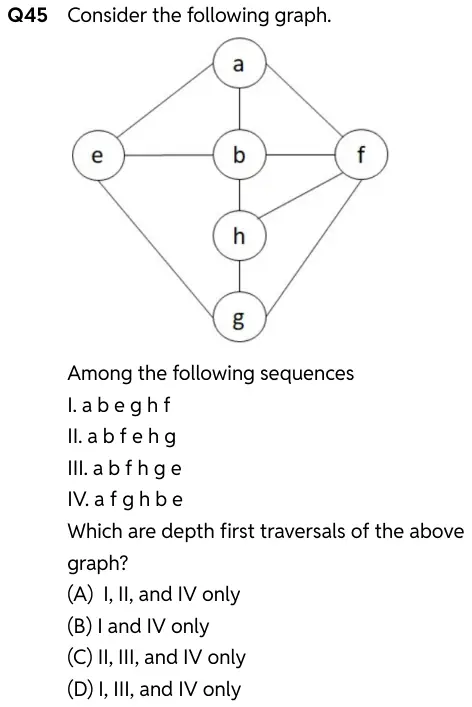 Q45 Consider the following graph.
a
e b f
h
g
Among the following sequences
I. a b e g h f
II. a b f e h g
III. a b f h g e
IV. a f g h b e
Which are depth first traversals of the above
graph?
(A) I, II, and IV only
(B) I and IV only
(C) II, III, and IV only
(D) I, III, and IV only